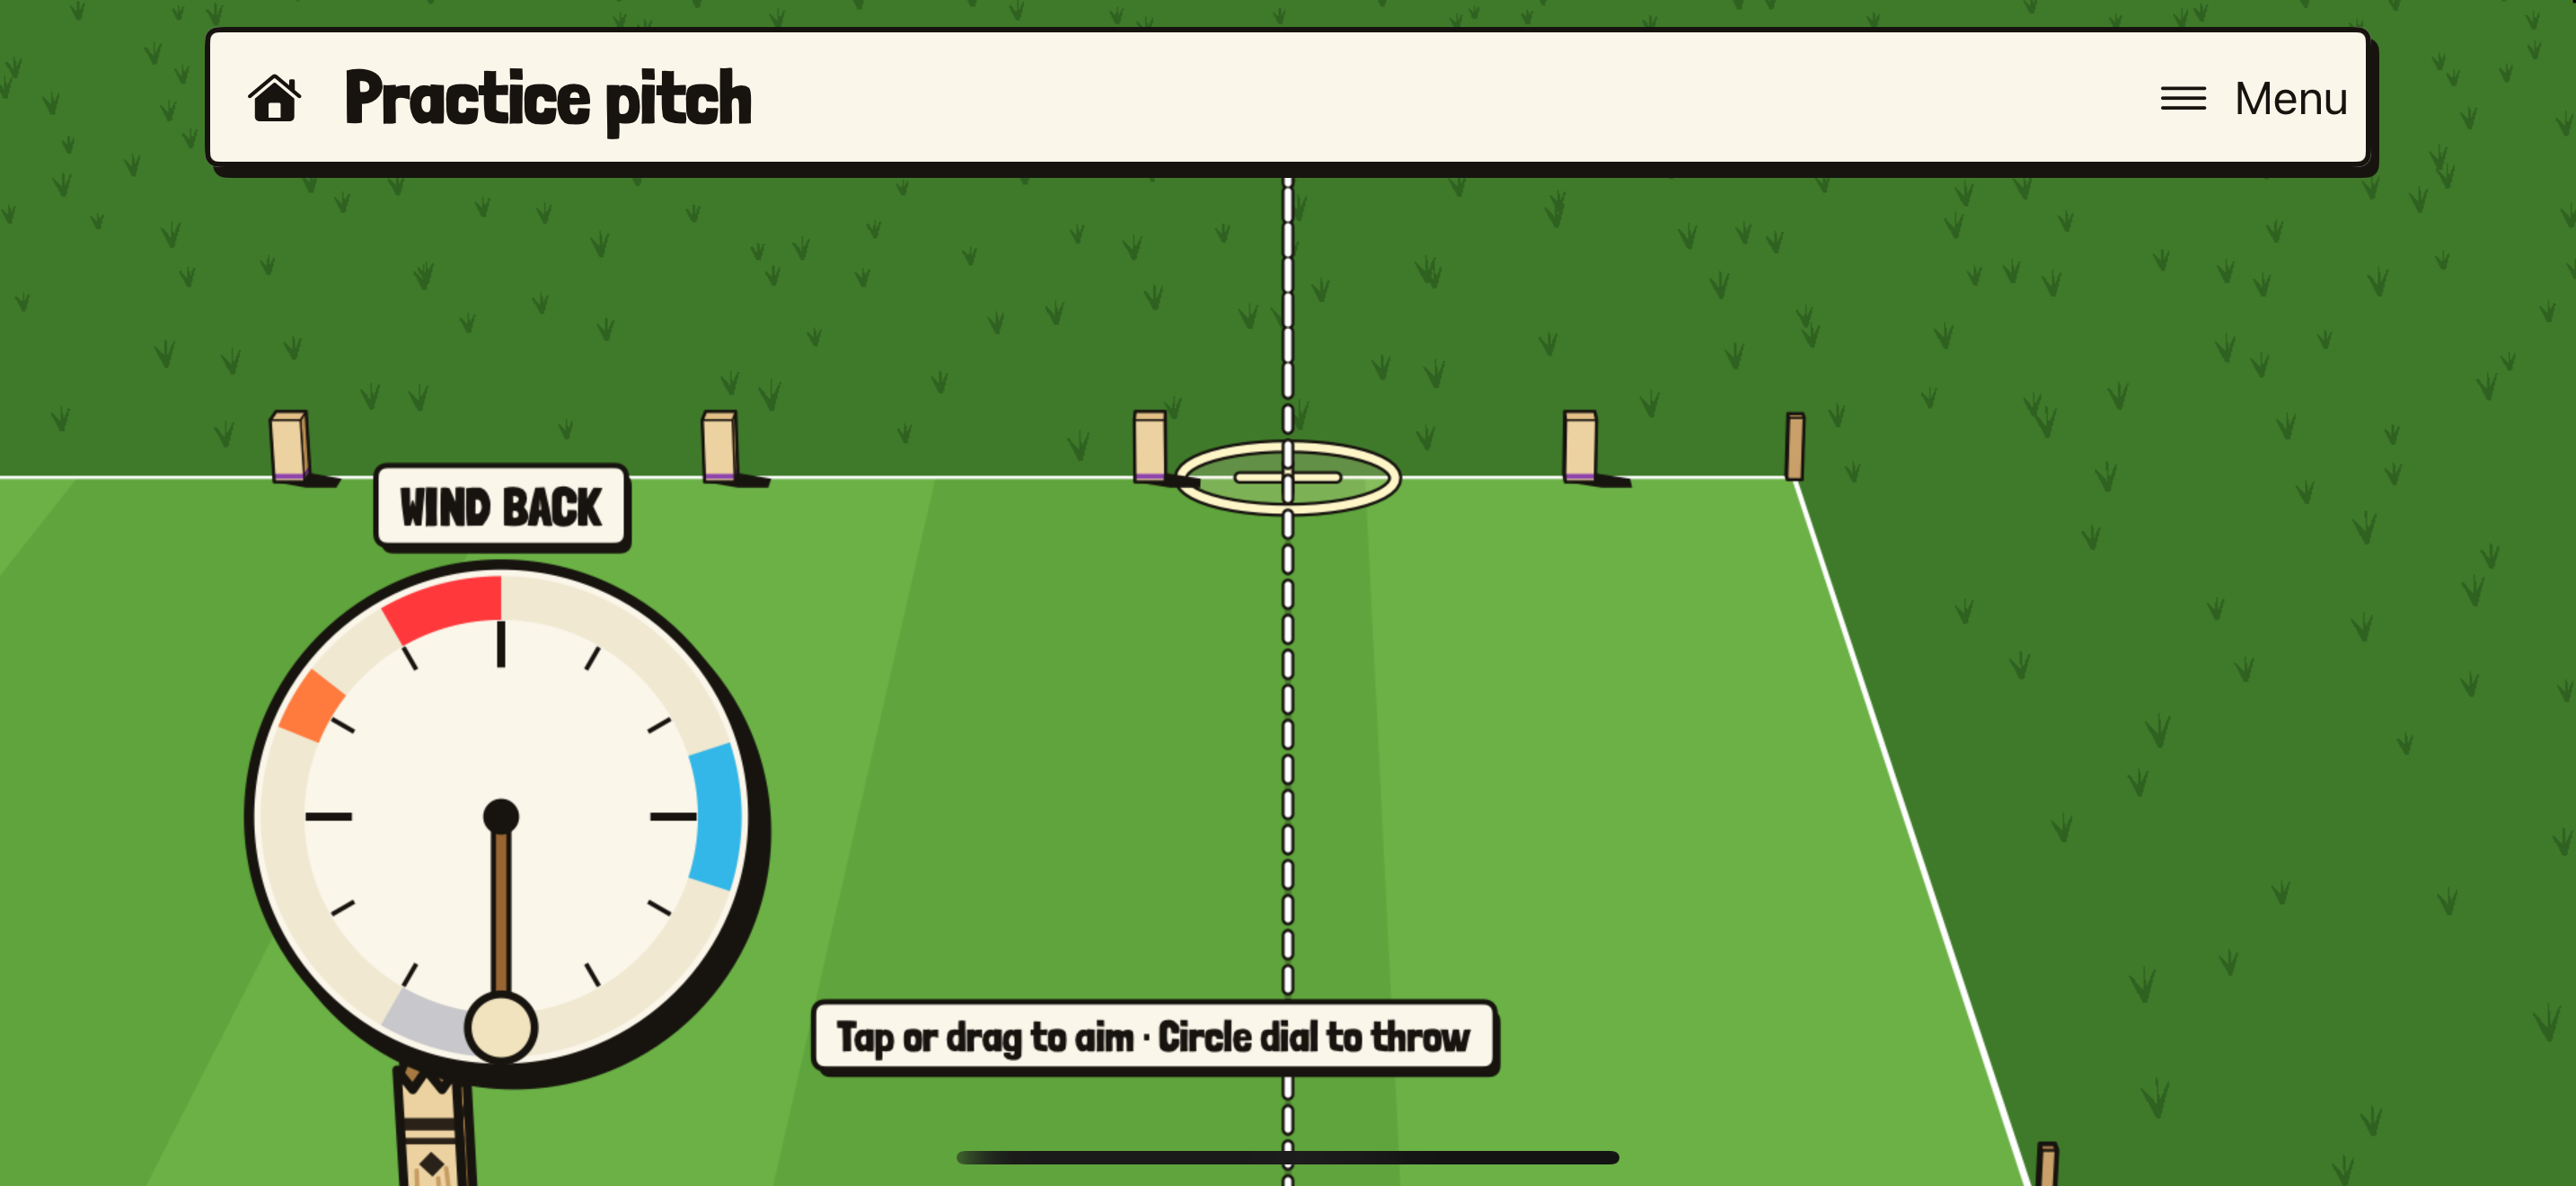 Practice pitch
Menu
WIND BACK
Tap or drag to aim · Circle dial to throw